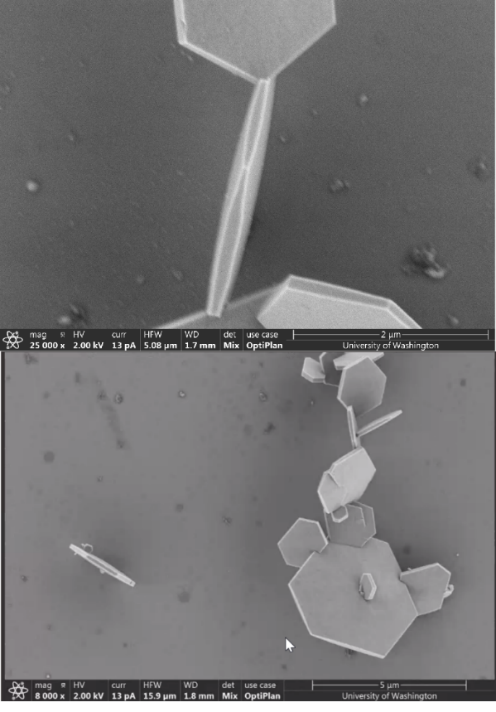 mag HV curr HFW WD det use case 2 µm
25 000 x 2.00 kV 13 pA 5.08 µm 1.7 mm Mix OptiPlan University of Washington
mag HV curr HFW WD det use case 5 µm
8 000 x 2.00 kV 13 pA 15.9 µm 1.8 mm Mix OptiPlan University of Washington